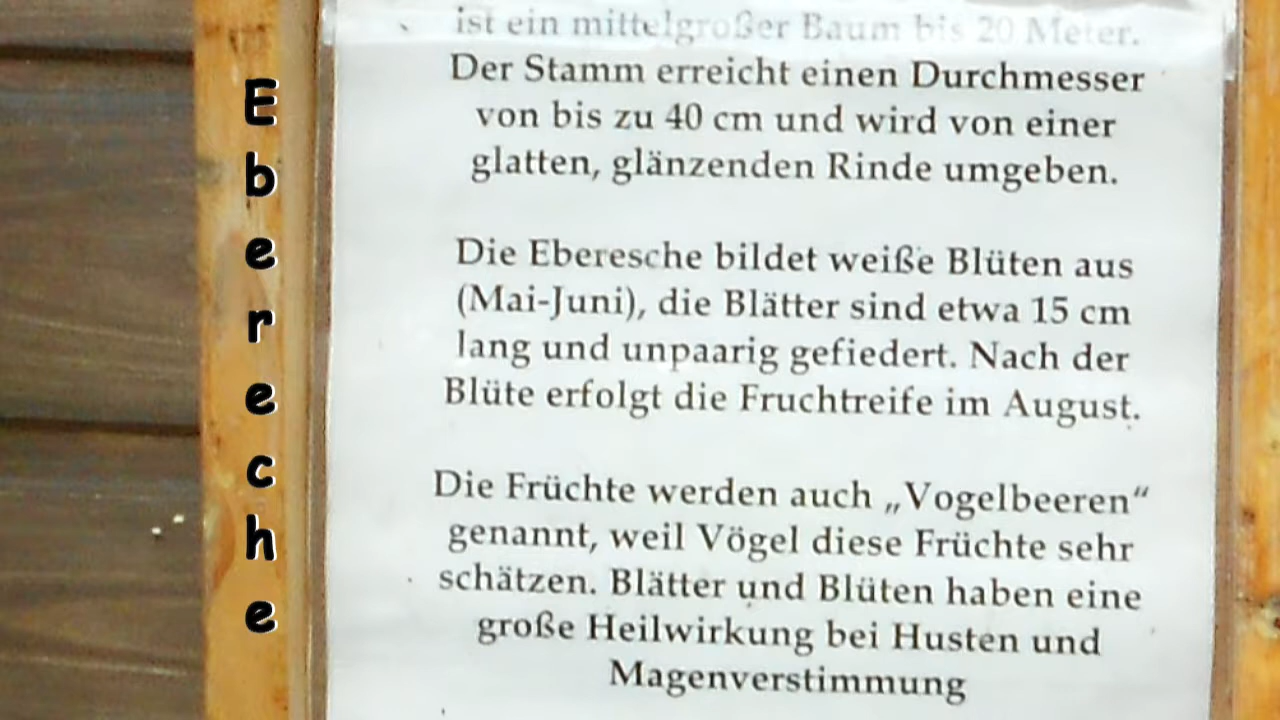 Ebereche
ist ein mittelgroßer Baum bis 20 Meter.
Der Stamm erreicht einen Durchmesser
von bis zu 40 cm und wird von einer
glatten, glänzenden Rinde umgeben.
Die Eberesche bildet weiße Blüten aus
(Mai-Juni), die Blätter sind etwa 15 cm
lang und unpaarig gefiedert. Nach der
Blüte erfolgt die Fruchtreife im August.
Die Früchte werden auch „Vogelbeeren“
genannt, weil Vögel diese Früchte sehr
schätzen. Blätter und Blüten haben eine
große Heilwirkung bei Husten und
Magenverstimmung